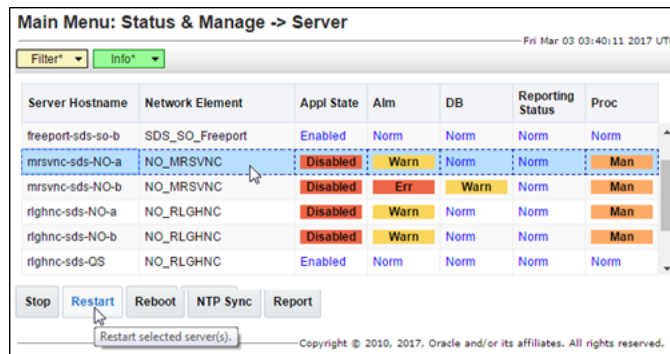 Main Menu: Status & Manage -> Server
Fri Mar 03 03:40:11 2017 UT
Filter* Info*
Server Hostname Network Element Appl State Alm DB Reporting Status Proc
freeport-sds-so-b SDS_SO_Freeport Enabled Norm Norm Norm Norm
mrsvnc-sds-NO-a NO_MRSVNC Disabled Warn Norm Norm Man
mrsvnc-sds-NO-b NO_MRSVNC Disabled Err Warn Norm Man
rlghnc-sds-NO-a NO_RLGHNC Disabled Warn Norm Norm Man
rlghnc-sds-NO-b NO_RLGHNC Disabled Warn Norm Norm Man
rlghnc-sds-QS NO_RLGHNC Enabled Norm Norm Norm Norm
Stop Restart Reboot NTP Sync Report
Restart selected server(s).
Copyright © 2010, 2017, Oracle and/or its affiliates. All rights reserved.